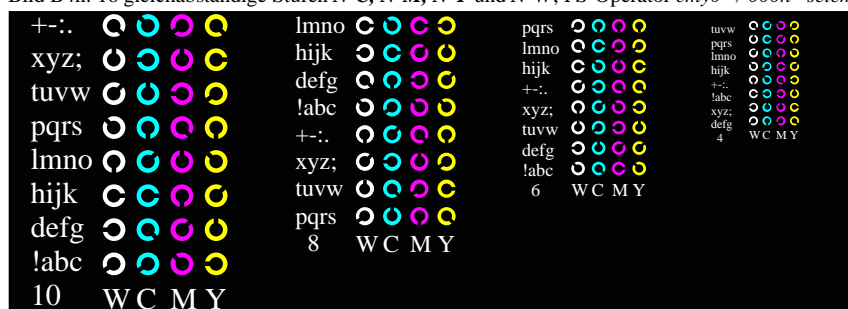 +-:.
xyz;
tuvw
pqrs
lmno
hijk
defg
!abc
10 W C M Y
lmno
hijk
defg
!abc
+-:.
xyz;
tuvw
pqrs
8 W C M Y
pqrs
lmno
hijk
+-:.
xyz;
tuvw
defg
!abc
6 W C M Y
tuvw
pqrs
lmno
hijk
+-:.
!abc
xyz;
defg
4 W C M Y